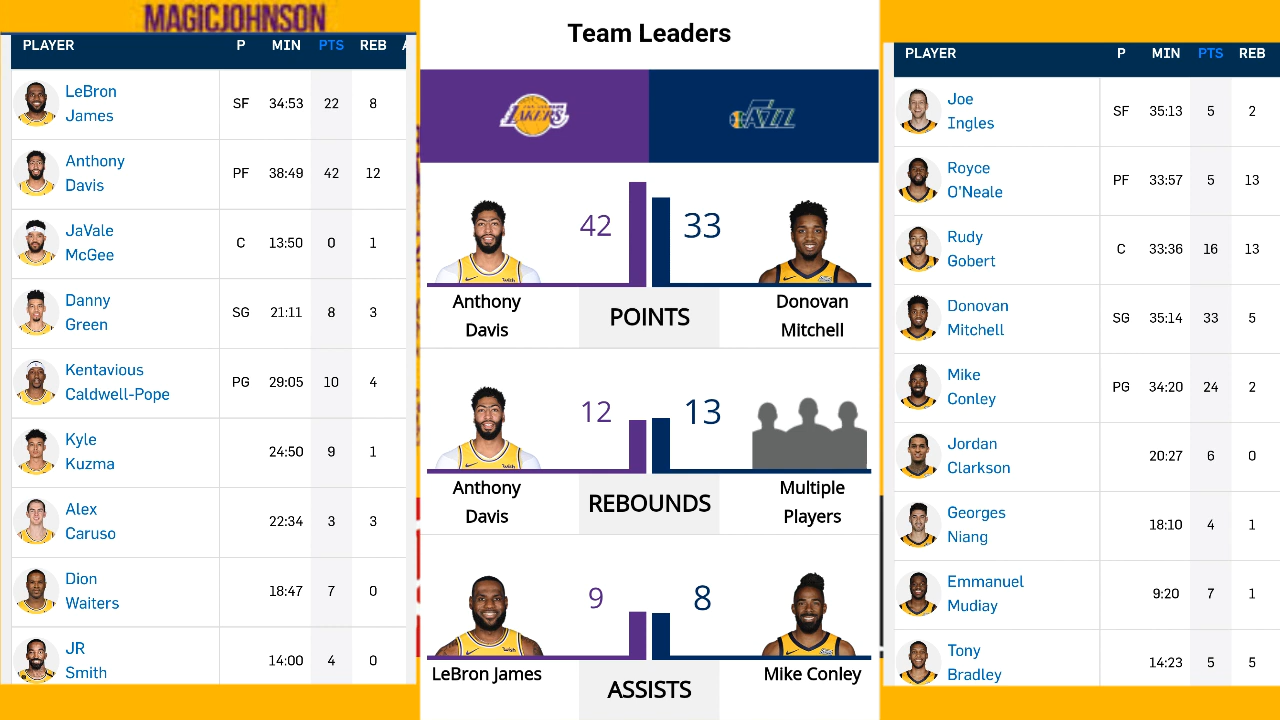 MAGICJOHNSON
PLAYER P MIN PTS REB
LeBron
James
SF 34:53 22 8
Anthony
Davis
PF 38:49 42 12
JaVale
McGee
C 13:50 0 1
Danny
Green
SG 21:11 8 3
Kentavious
Caldwell-Pope
PG 29:05 10 4
Kyle
Kuzma
24:50 9 1
Alex
Caruso
22:34 3 3
Dion
Waiters
18:47 7 0
JR
Smith
14:00 4 0
Team Leaders
LAKERS
JAZZ
42 33
Anthony
Davis
POINTS
Donovan
Mitchell
12 13
Anthony
Davis
REBOUNDS
Multiple
Players
9 8
LeBron James
ASSISTS
Mike Conley
PLAYER P MIN PTS REB
Joe
Ingles
SF 35:13 5 2
Royce
O'Neale
PF 33:57 5 13
Rudy
Gobert
C 33:36 16 13
Donovan
Mitchell
SG 35:14 33 5
Mike
Conley
PG 34:20 24 2
Jordan
Clarkson
20:27 6 0
Georges
Niang
18:10 4 1
Emmanuel
Mudiay
9:20 7 1
Tony
Bradley
14:23 5 5